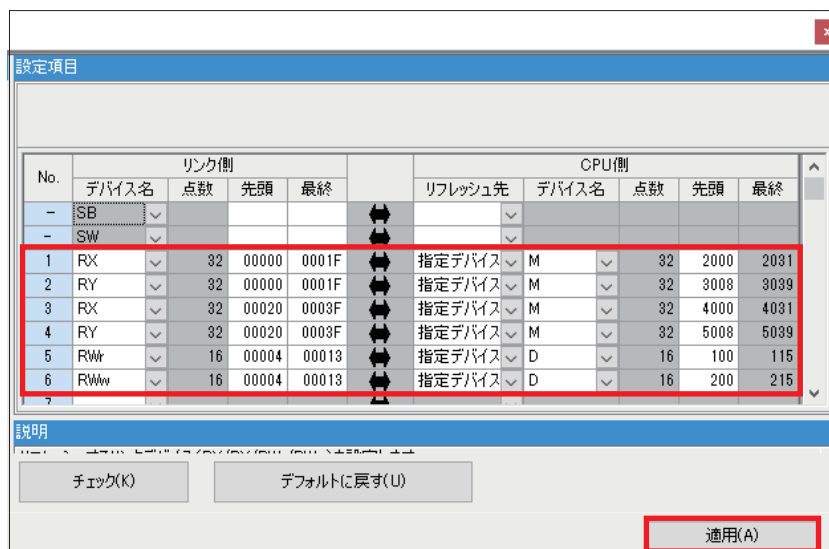 設定項目
No. リンク側 CPU側
デバイス名 点数 先頭 最終 リフレッシュ先 デバイス名 点数 先頭 最終
- SB
- SW
1 RX 32 00000 0001F 指定デバイス M 32 2000 2031
2 RY 32 00000 0001F 指定デバイス M 32 3008 3039
3 RX 32 00020 0003F 指定デバイス M 32 4000 4031
4 RY 32 00020 0003F 指定デバイス M 32 5008 5039
5 RWr 16 00004 00013 指定デバイス D 16 100 115
6 RWw 16 00004 00013 指定デバイス D 16 200 215
説明
チェック(K) デフォルトに戻す(U)
適用(A)